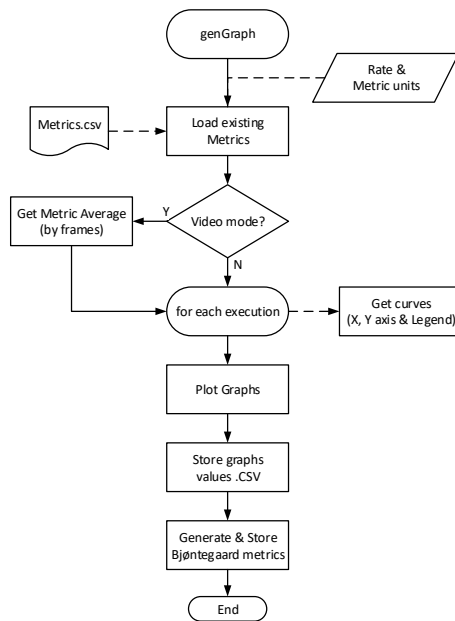 genGraph
Rate &
Metric units
Metrics.csv
Load existing
Metrics
Y
Video mode?
Get Metric Average
(by frames)
N
for each execution
Get curves
(X, Y axis & Legend)
Plot Graphs
Store graphs
values .CSV
Generate & Store
Bjøntegaard metrics
End